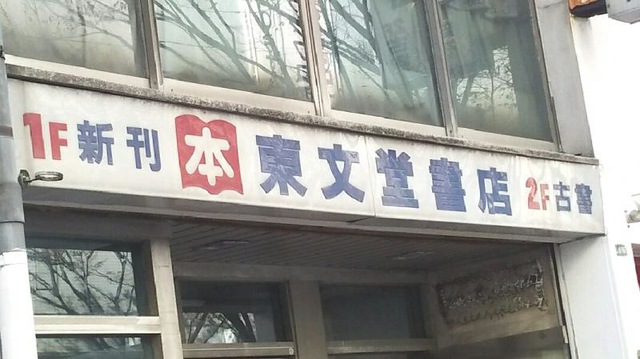 1F 新刊 本 東文堂書店 2F 古書